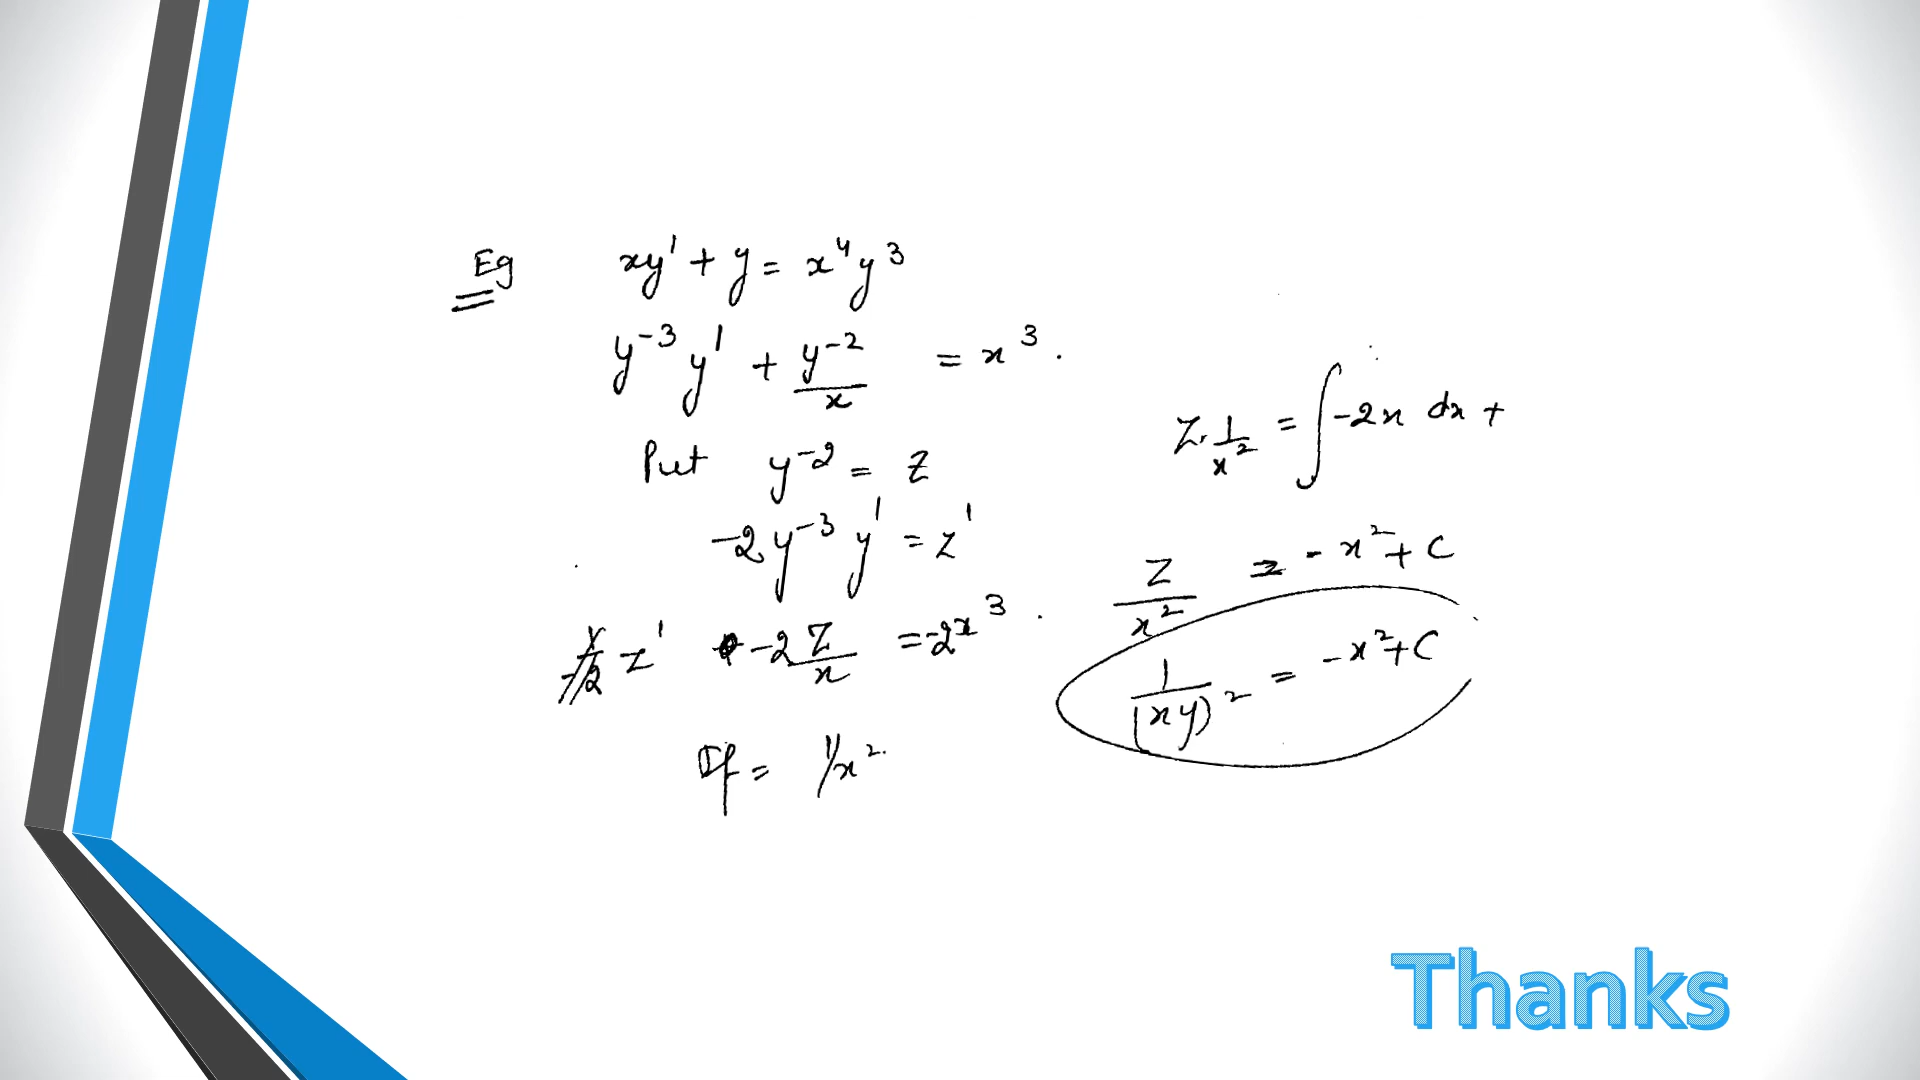 Eg xy' + y = x⁴y³
y⁻³y' + y⁻²/x = x³.
Put y⁻² = z
-2y⁻³y' = z'
z' -2 z/x = -2x³.
If = 1/x².
z. 1/x² = ∫-2x dx +
z/x² = -x² + C
1/(xy)² = -x² + C
Thanks